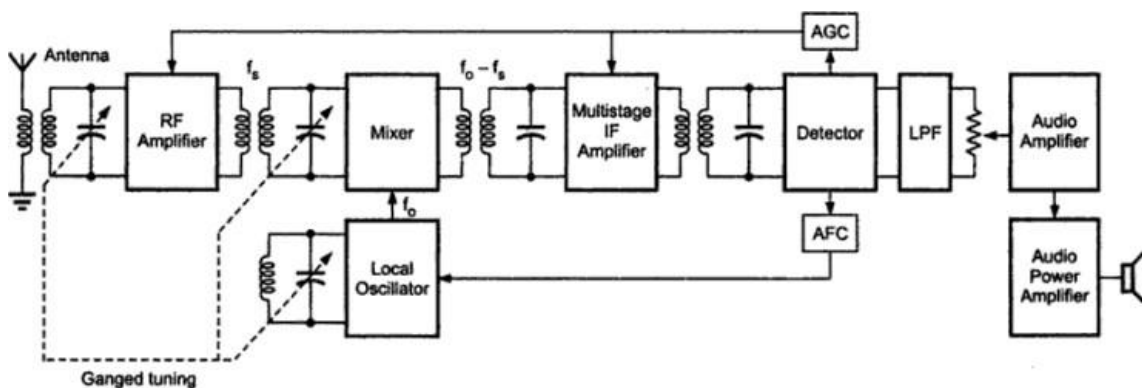 AGC
Antenna
fs
fo – fs
RF
Amplifier
Mixer
Multistage
IF
Amplifier
Detector
LPF
Audio
Amplifier
fo
AFC
Local
Oscillator
Audio
Power
Amplifier
Ganged tuning